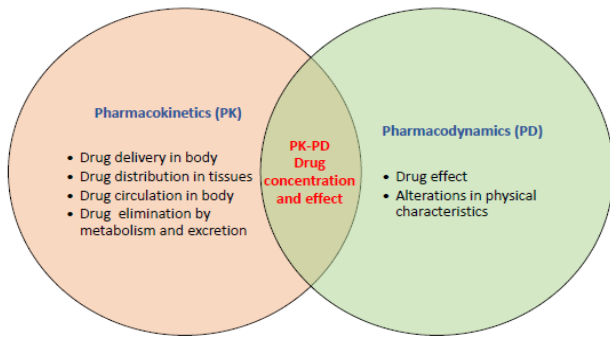 Pharmacokinetics (PK)
• Drug delivery in body
• Drug distribution in tissues
• Drug circulation in body
• Drug elimination by
metabolism and excretion
PK-PD
Drug
concentration
and effect
Pharmacodynamics (PD)
• Drug effect
• Alterations in physical
characteristics